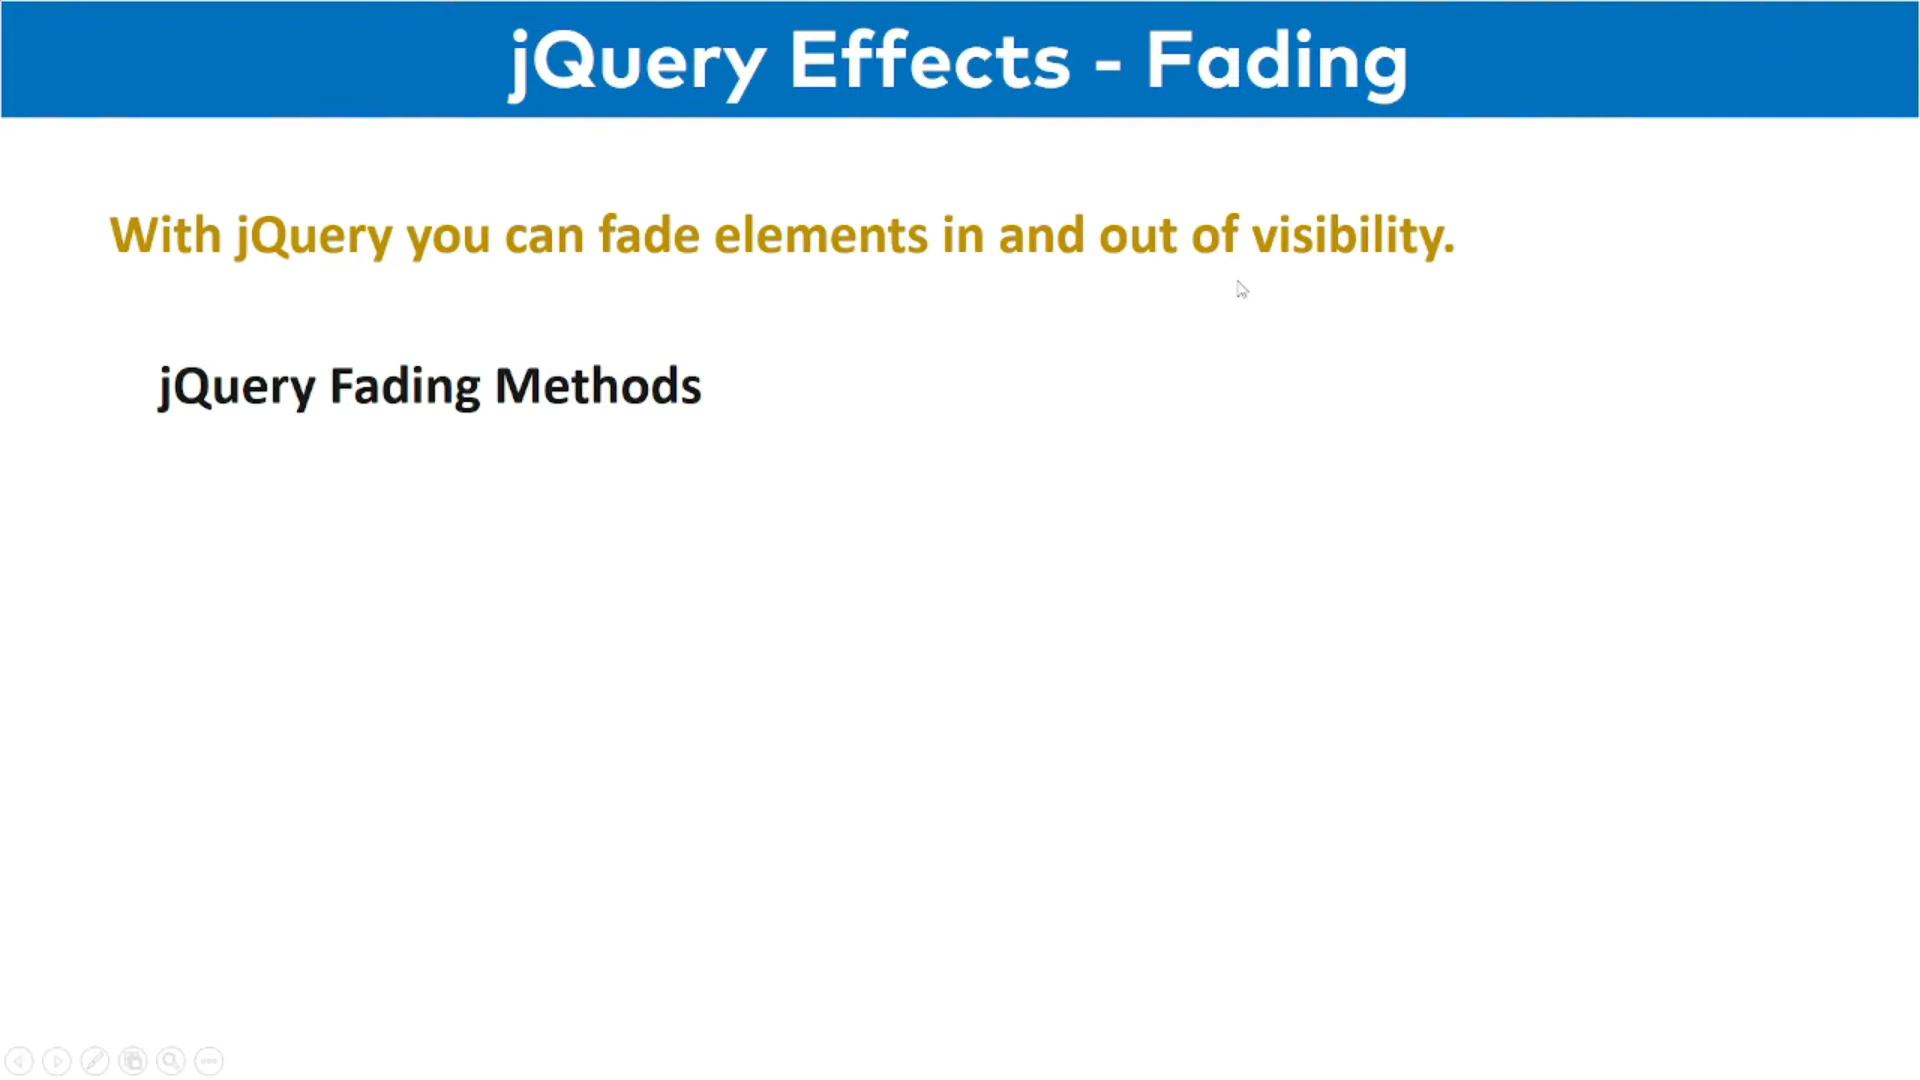 jQuery Effects - Fading
With jQuery you can fade elements in and out of visibility.
jQuery Fading Methods